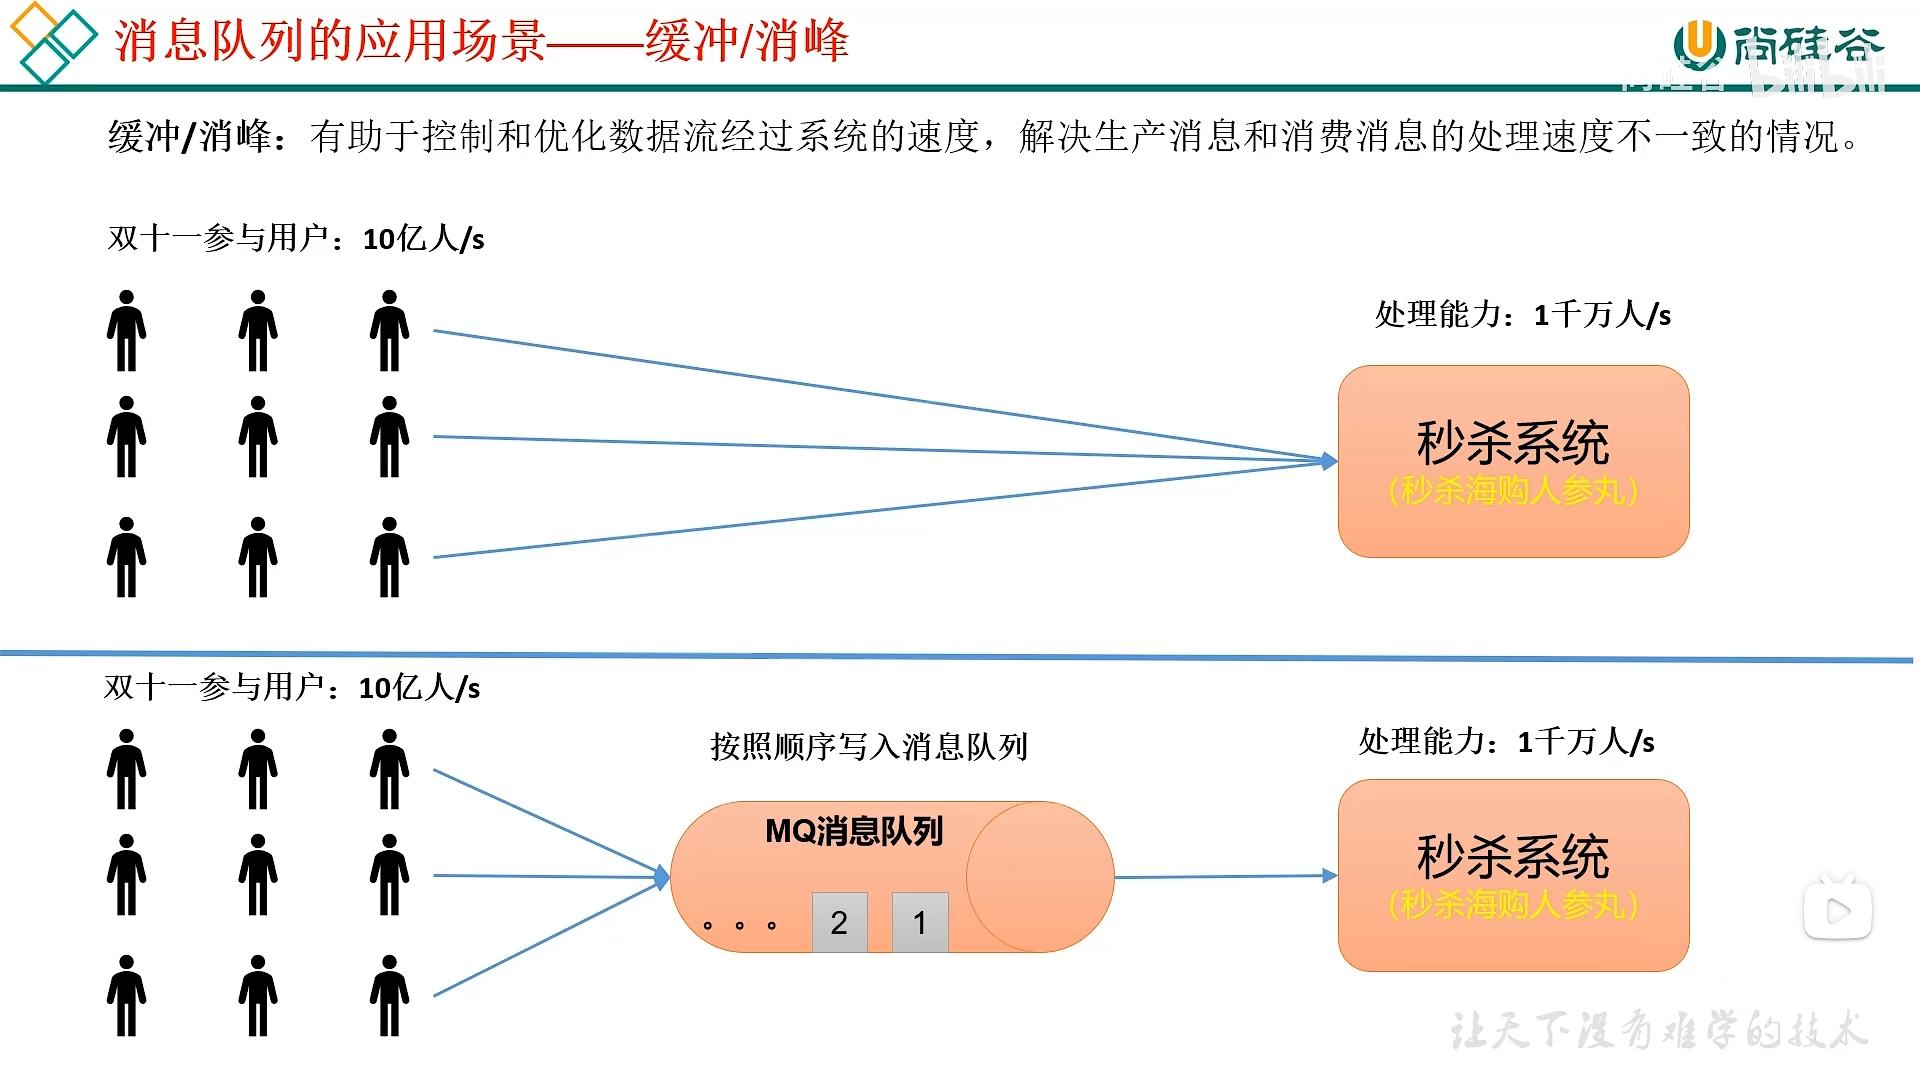 消息队列的应用场景——缓冲/消峰
尚硅谷
尚硅谷 bilibili
缓冲/消峰：有助于控制和优化数据流经过系统的速度，解决生产消息和消费消息的处理速度不一致的情况。
双十一参与用户：10亿人/s
处理能力：1千万人/s
秒杀系统
（秒杀海购人参丸）
双十一参与用户：10亿人/s
按照顺序写入消息队列
处理能力：1千万人/s
MQ消息队列
。。。 2 1
秒杀系统
（秒杀海购人参丸）
让天下没有难学的技术